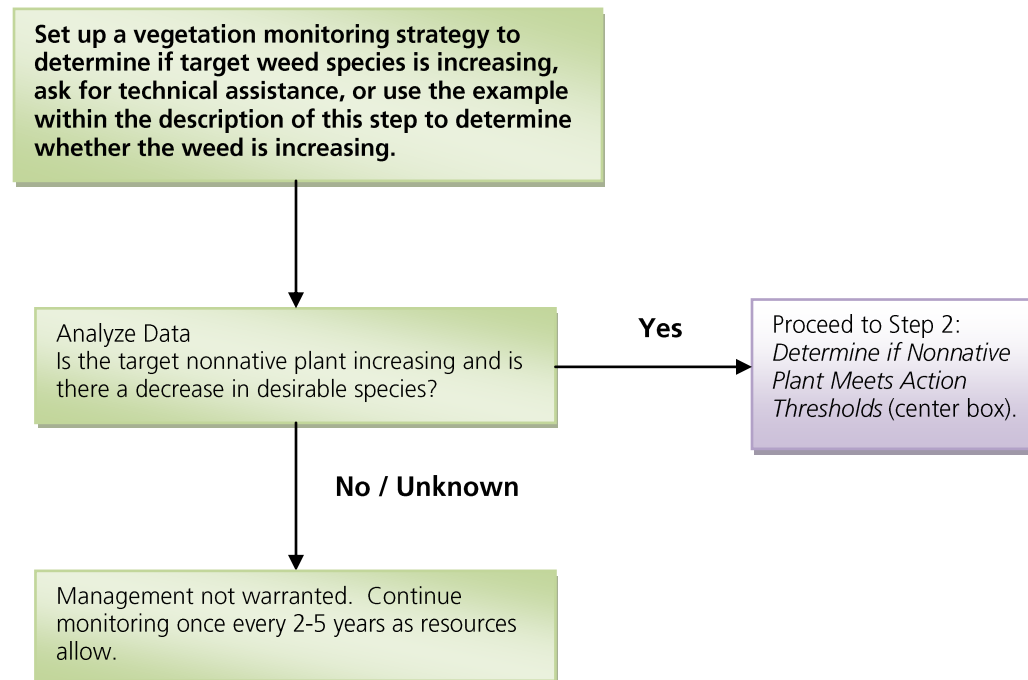 Set up a vegetation monitoring strategy to
determine if target weed species is increasing,
ask for technical assistance, or use the example
within the description of this step to determine
whether the weed is increasing.
Analyze Data
Is the target nonnative plant increasing and is
there a decrease in desirable species?
Yes
Proceed to Step 2:
Determine if Nonnative
Plant Meets Action
Thresholds (center box).
No / Unknown
Management not warranted.  Continue
monitoring once every 2-5 years as resources
allow.